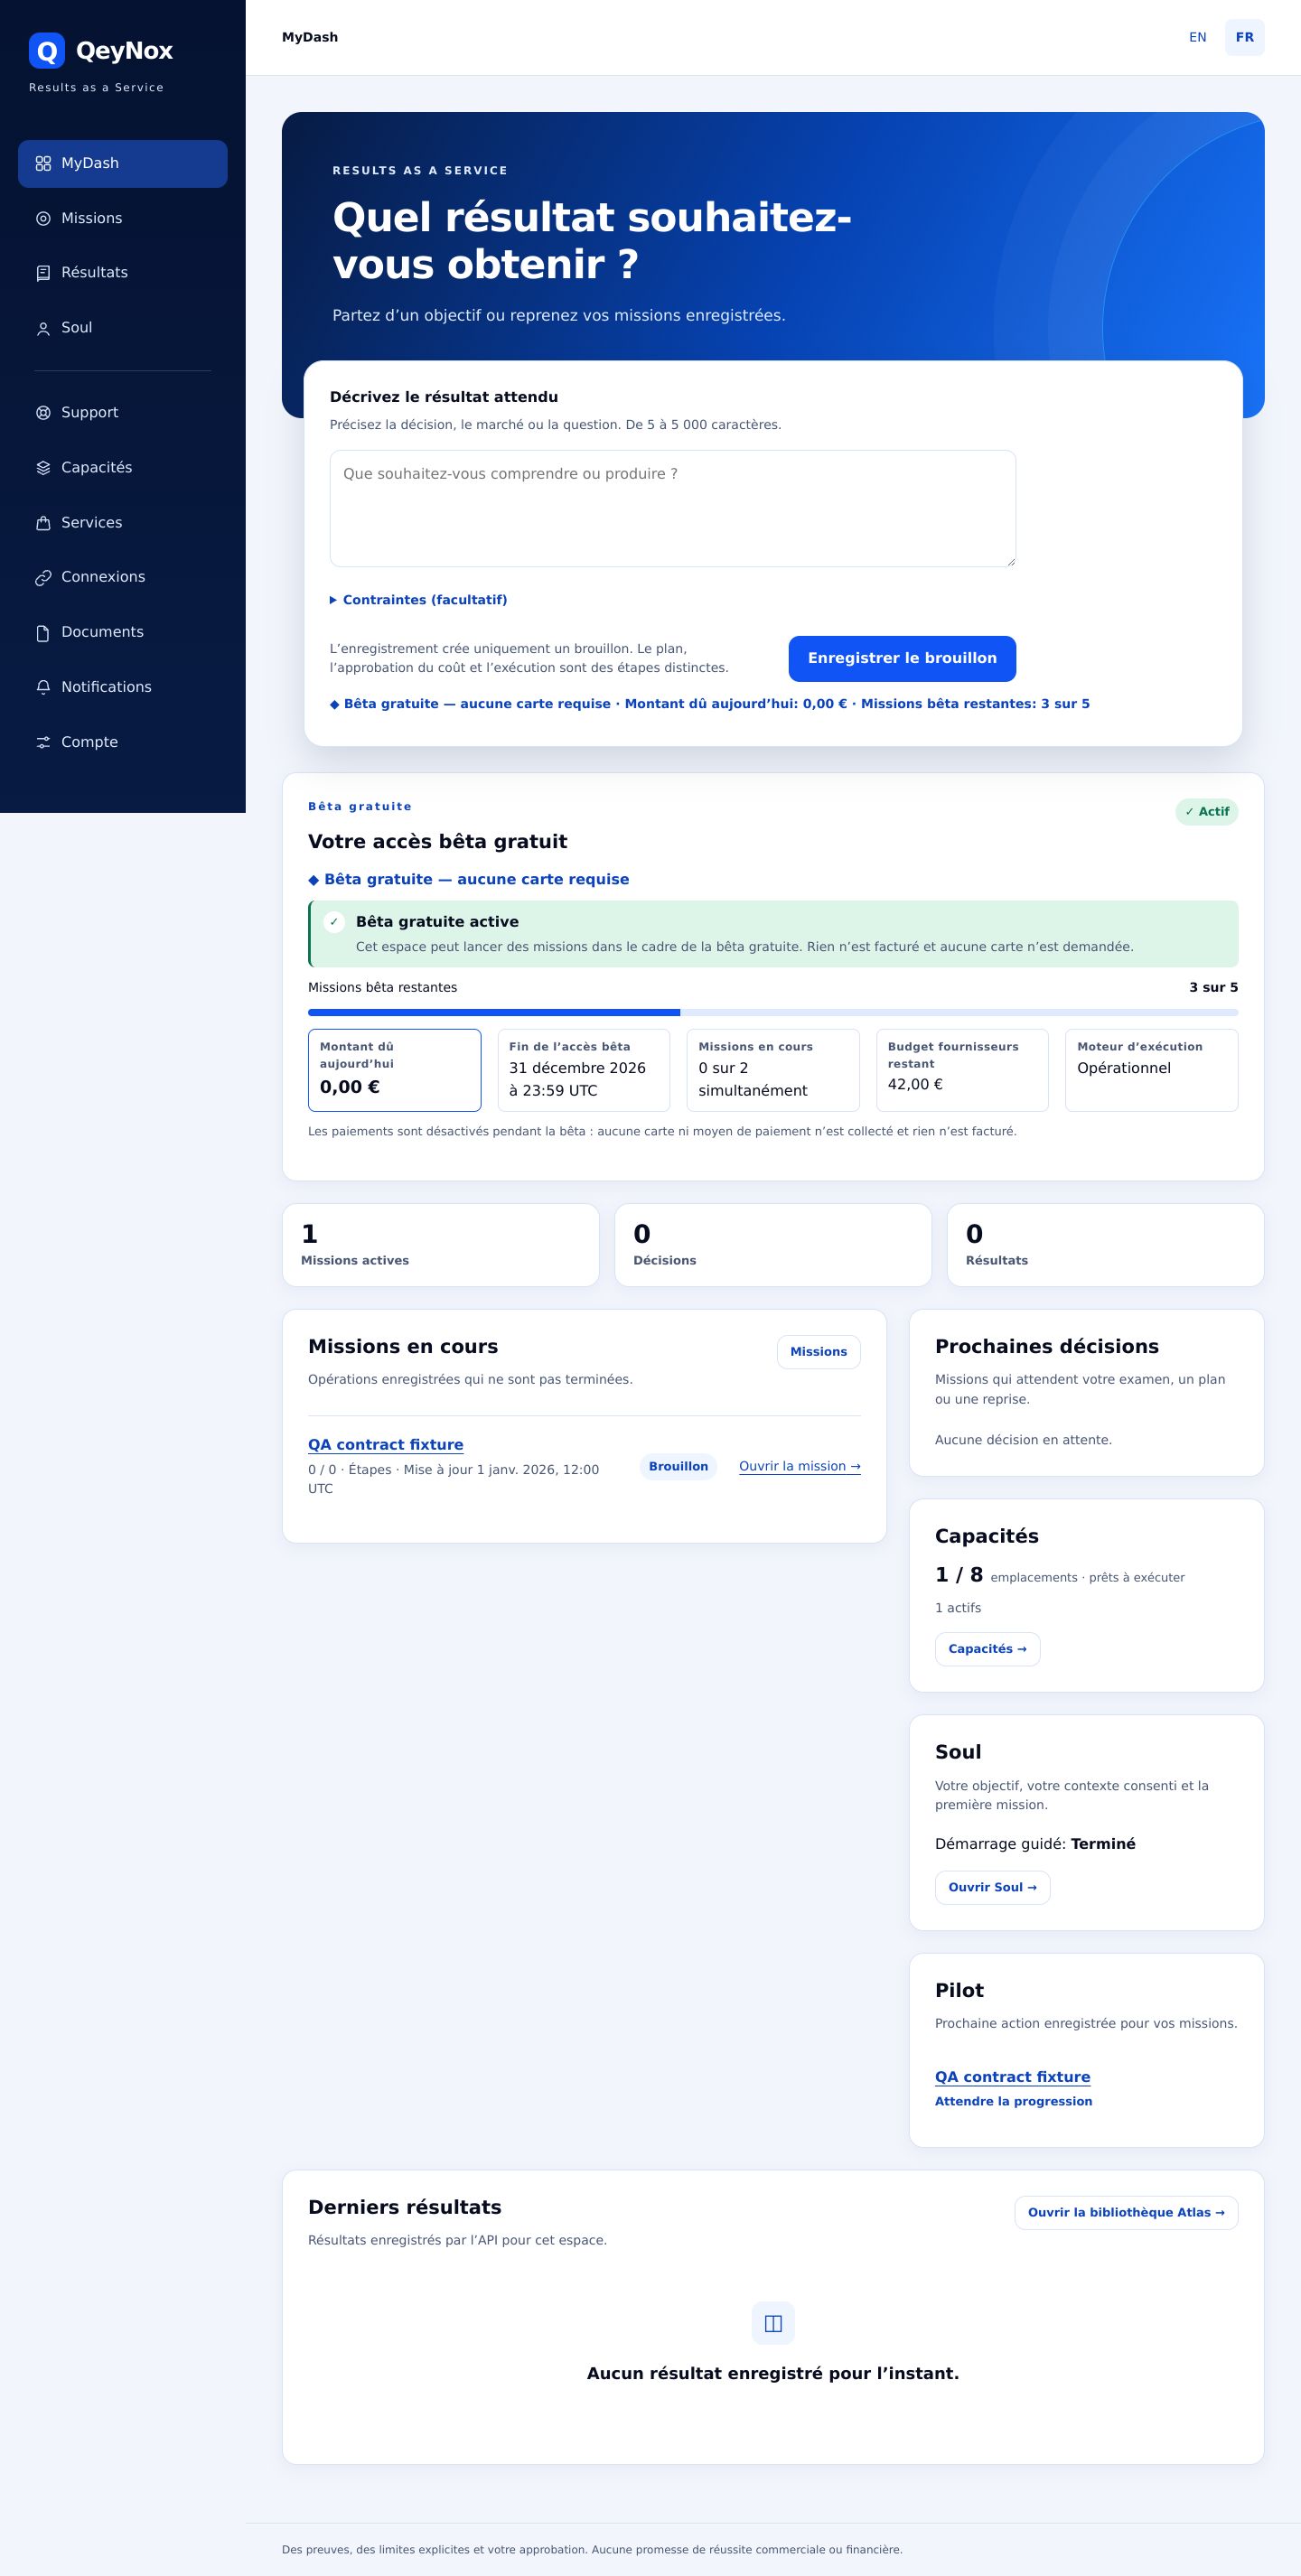 Q QeyNox
Results as a Service
MyDash
Missions
Résultats
Soul
Support
Capacités
Services
Connexions
Documents
Notifications
Compte
MyDash
EN
FR
RESULTS AS A SERVICE
Quel résultat souhaitez-
vous obtenir ?
Partez d’un objectif ou reprenez vos missions enregistrées.
Décrivez le résultat attendu
Précisez la décision, le marché ou la question. De 5 à 5 000 caractères.
Que souhaitez-vous comprendre ou produire ?
▶ Contraintes (facultatif)
L’enregistrement crée uniquement un brouillon. Le plan,
l’approbation du coût et l’exécution sont des étapes distinctes.
Enregistrer le brouillon
◆ Bêta gratuite — aucune carte requise · Montant dû aujourd’hui: 0,00 € · Missions bêta restantes: 3 sur 5
Bêta gratuite
✓ Actif
Votre accès bêta gratuit
◆ Bêta gratuite — aucune carte requise
✓ Bêta gratuite active
Cet espace peut lancer des missions dans le cadre de la bêta gratuite. Rien n’est facturé et aucune carte n’est demandée.
Missions bêta restantes
3 sur 5
Montant dû
aujourd’hui
0,00 €
Fin de l’accès bêta
31 décembre 2026
à 23:59 UTC
Missions en cours
0 sur 2
simultanément
Budget fournisseurs
restant
42,00 €
Moteur d’exécution
Opérationnel
Les paiements sont désactivés pendant la bêta : aucune carte ni moyen de paiement n’est collecté et rien n’est facturé.
1
Missions actives
0
Décisions
0
Résultats
Missions en cours
Missions
Opérations enregistrées qui ne sont pas terminées.
QA contract fixture
0 / 0 · Étapes · Mise à jour 1 janv. 2026, 12:00
UTC
Brouillon
Ouvrir la mission →
Prochaines décisions
Missions qui attendent votre examen, un plan
ou une reprise.
Aucune décision en attente.
Capacités
1 / 8 emplacements · prêts à exécuter
1 actifs
Capacités →
Soul
Votre objectif, votre contexte consenti et la
première mission.
Démarrage guidé: Terminé
Ouvrir Soul →
Pilot
Prochaine action enregistrée pour vos missions.
QA contract fixture
Attendre la progression
Derniers résultats
Ouvrir la bibliothèque Atlas →
Résultats enregistrés par l’API pour cet espace.
Aucun résultat enregistré pour l’instant.
Des preuves, des limites explicites et votre approbation. Aucune promesse de réussite commerciale ou financière.